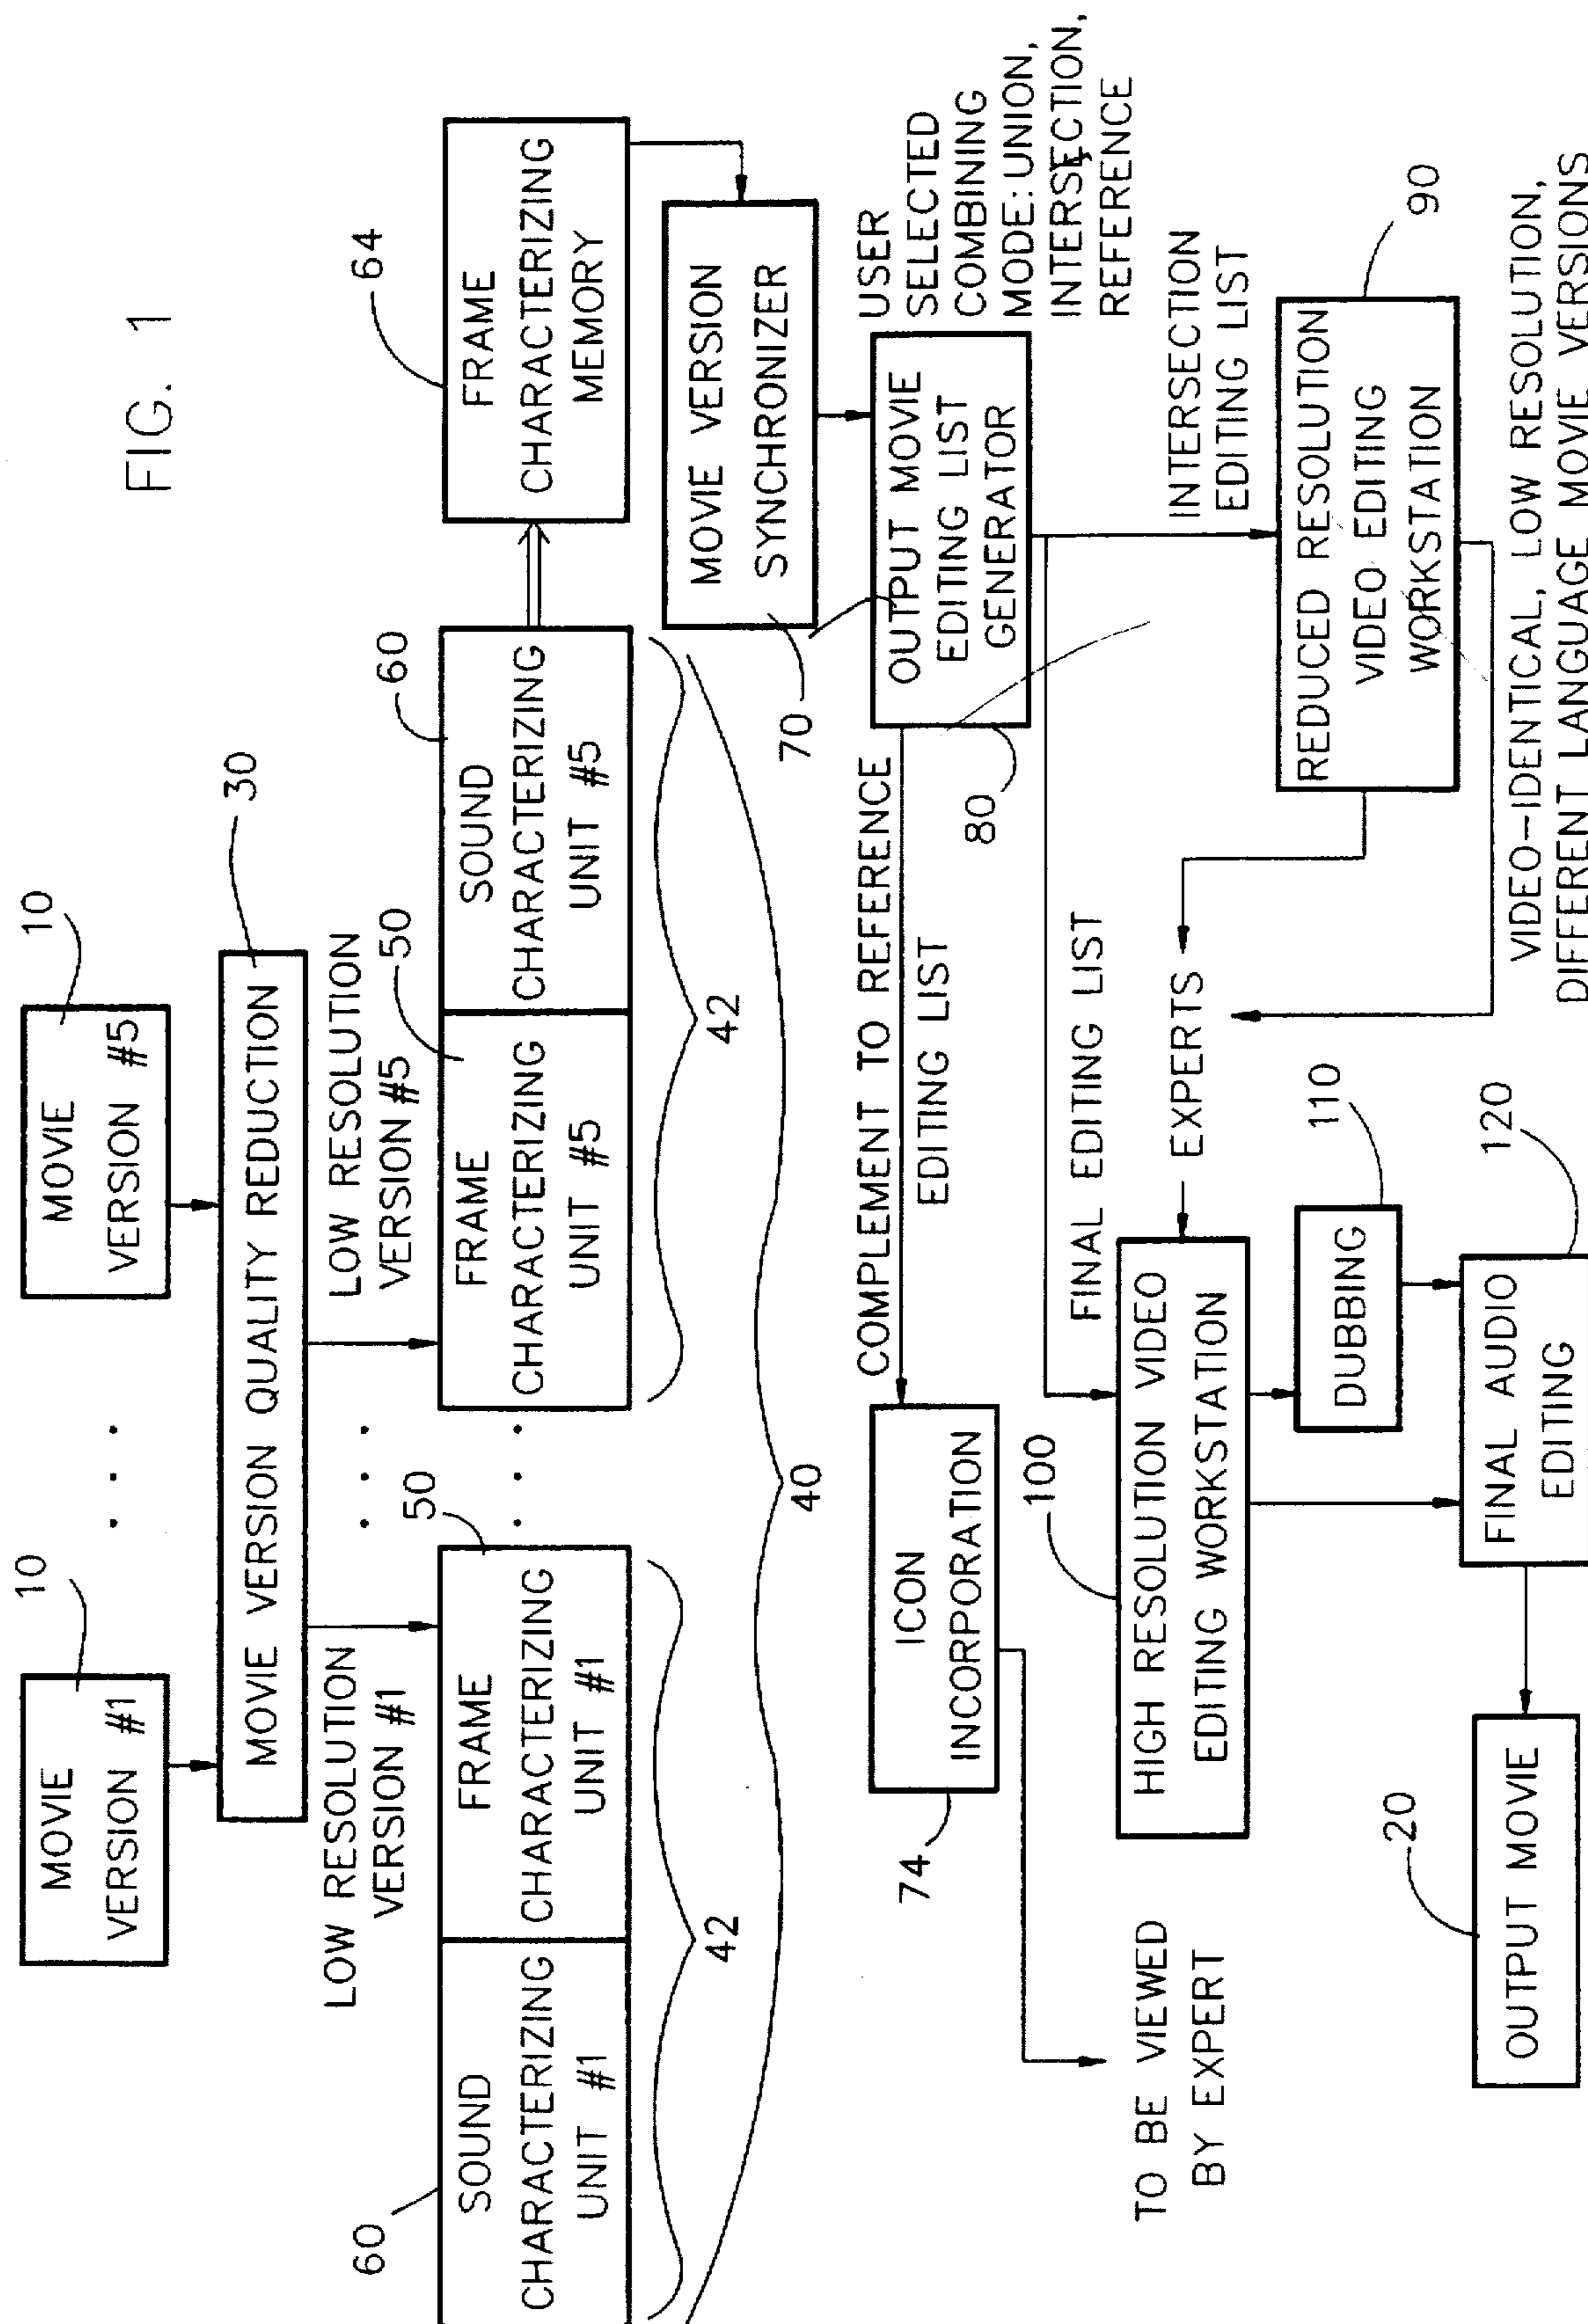 FIG. 1
10
MOVIE
VERSION #1
10
MOVIE
VERSION #5
30
MOVIE VERSION QUALITY REDUCTION
LOW RESOLUTION
VERSION #1
LOW RESOLUTION
VERSION #5
60
SOUND
CHARACTERIZING
UNIT #1
50
FRAME
CHARACTERIZING
UNIT #1
50
FRAME
CHARACTERIZING
UNIT #5
60
SOUND
CHARACTERIZING
UNIT #5
42
42
40
64
FRAME
CHARACTERIZING
MEMORY
MOVIE VERSION
SYNCHRONIZER
70
OUTPUT MOVIE
EDITING LIST
GENERATOR
80
USER
SELECTED
COMBINING
MODE: UNION,
INTERSECTION,
REFERENCE
COMPLEMENT TO REFERENCE
EDITING LIST
ICON
INCORPORATION
74
TO BE VIEWED
BY EXPERT
INTERSECTION
EDITING LIST
90
REDUCED RESOLUTION
VIDEO EDITING
WORKSTATION
FINAL EDITING LIST
100
HIGH RESOLUTION VIDEO
EDITING WORKSTATION
EXPERTS
VIDEO-IDENTICAL, LOW RESOLUTION,
DIFFERENT LANGUAGE MOVIE VERSIONS
110
DUBBING
120
FINAL AUDIO
EDITING
20
OUTPUT MOVIE